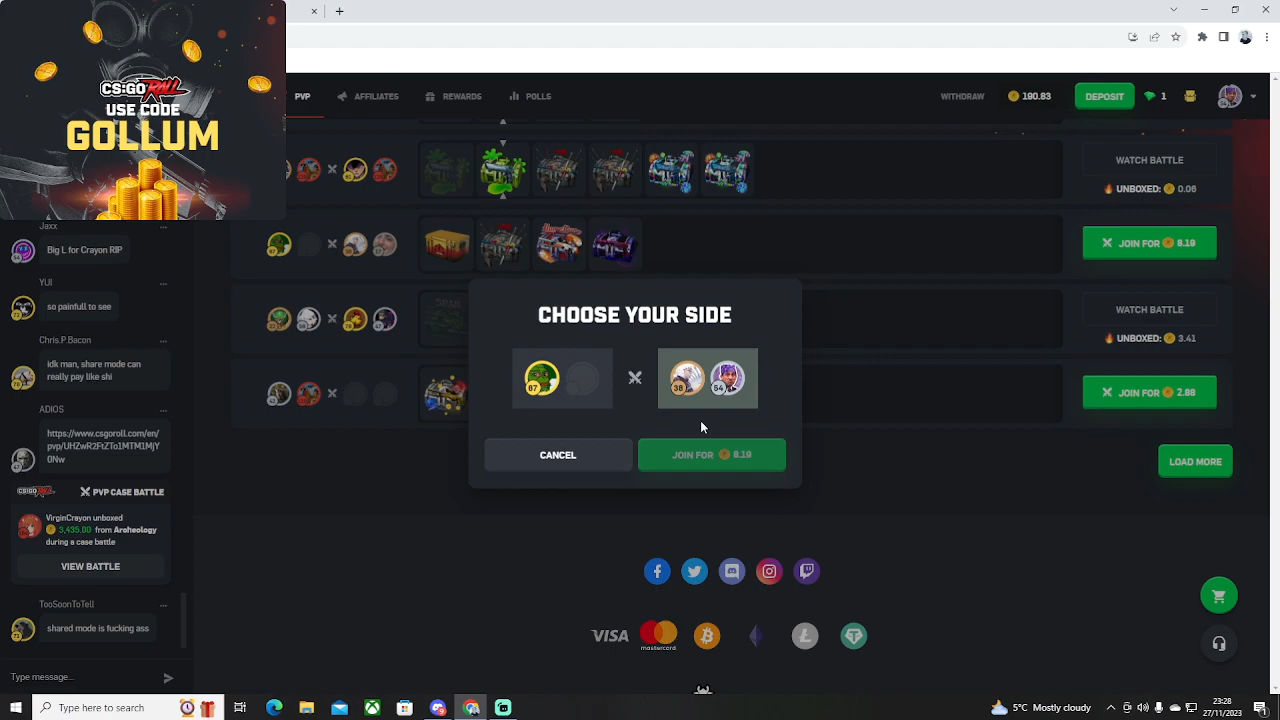 CS:GO ROLL
USE CODE
GOLLUM
PVP
AFFILIATES
REWARDS
POLLS
WITHDRAW
190.83
DEPOSIT
1
WATCH BATTLE
UNBOXED: 0.06
JOIN FOR 8.19
WATCH BATTLE
UNBOXED: 3.41
JOIN FOR 2.88
LOAD MORE
CHOOSE YOUR SIDE
67
38
54
CANCEL
JOIN FOR 8.19
Jaxx
Big L for Crayon RIP
YUI
so painfull to see
Chris.P.Bacon
idk man, share mode can
really pay like shi
ADIOS
https://www.csgoroll.com/en/
pvp/UHZwR2FtZTo1MTM1MjY
0Nw
CS:GO ROLL
PVP CASE BATTLE
VirginCrayon unboxed
3,435.00 from Archeology
during a case battle
VIEW BATTLE
TooSoonToTell
shared mode is fucking ass
Type message...
VISA
mastercard
Type here to search
5°C Mostly cloudy
23:28
27/11/2023